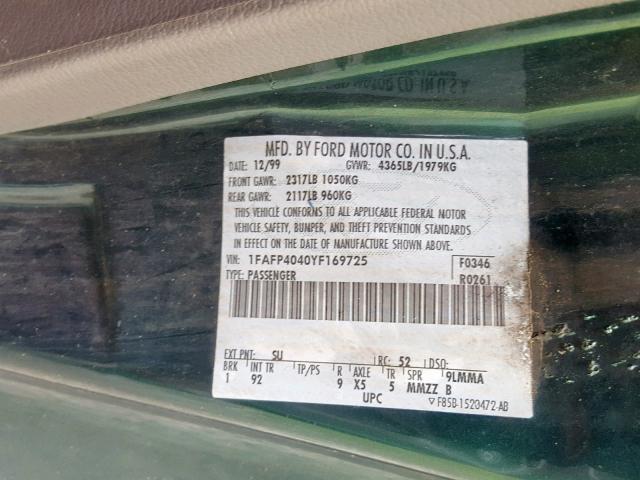 MFD. BY FORD MOTOR CO. IN U.S.A.
DATE: 12/99 GVWR: 4365LB/1979KG
FRONT GAWR: 2317LB 1050KG
REAR GAWR: 2117LB 960KG
THIS VEHICLE CONFORMS TO ALL APPLICABLE FEDERAL MOTOR
VEHICLE SAFETY, BUMPER, AND THEFT PREVENTION STANDARDS
IN EFFECT ON THE DATE OF MANUFACTURE SHOWN ABOVE.
VIN: 1FAFP4040YF169725 F0346
TYPE: PASSENGER R0261
EXT PNT: SU RC: 52 DSO:
BRK INT TR TP/PS R AXLE TR SPR 9LMMA
1 92 9 X5 5 MMZZ B
UPC ▽F85B-1520472-AB